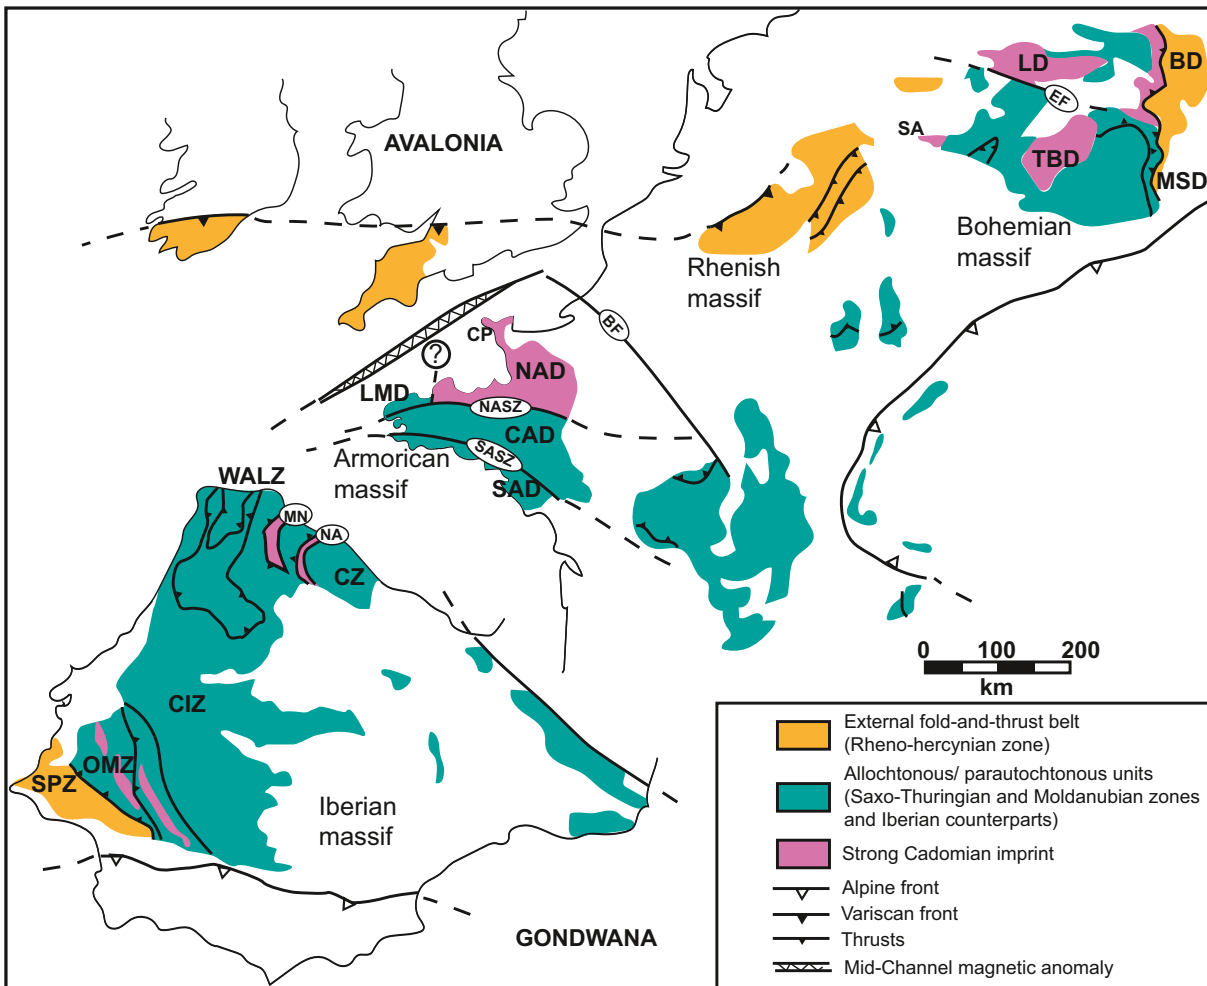 LD
BD
EF
AVALONIA
SA
TBD
MSD
Bohemian
massif
Rhenish
massif
CP
BF
?
NAD
LMD
NASZ
CAD
Armorican
massif
SASZ
SAD
WALZ
MN
NA
CZ
0 100 200
km
CIZ
OMZ
SPZ
Iberian
massif
GONDWANA
External fold-and-thrust belt
(Rheno-hercynian zone)
Allochtonous/ parautochtonous units
(Saxo-Thuringian and Moldanubian zones
and Iberian counterparts)
Strong Cadomian imprint
Alpine front
Variscan front
Thrusts
Mid-Channel magnetic anomaly